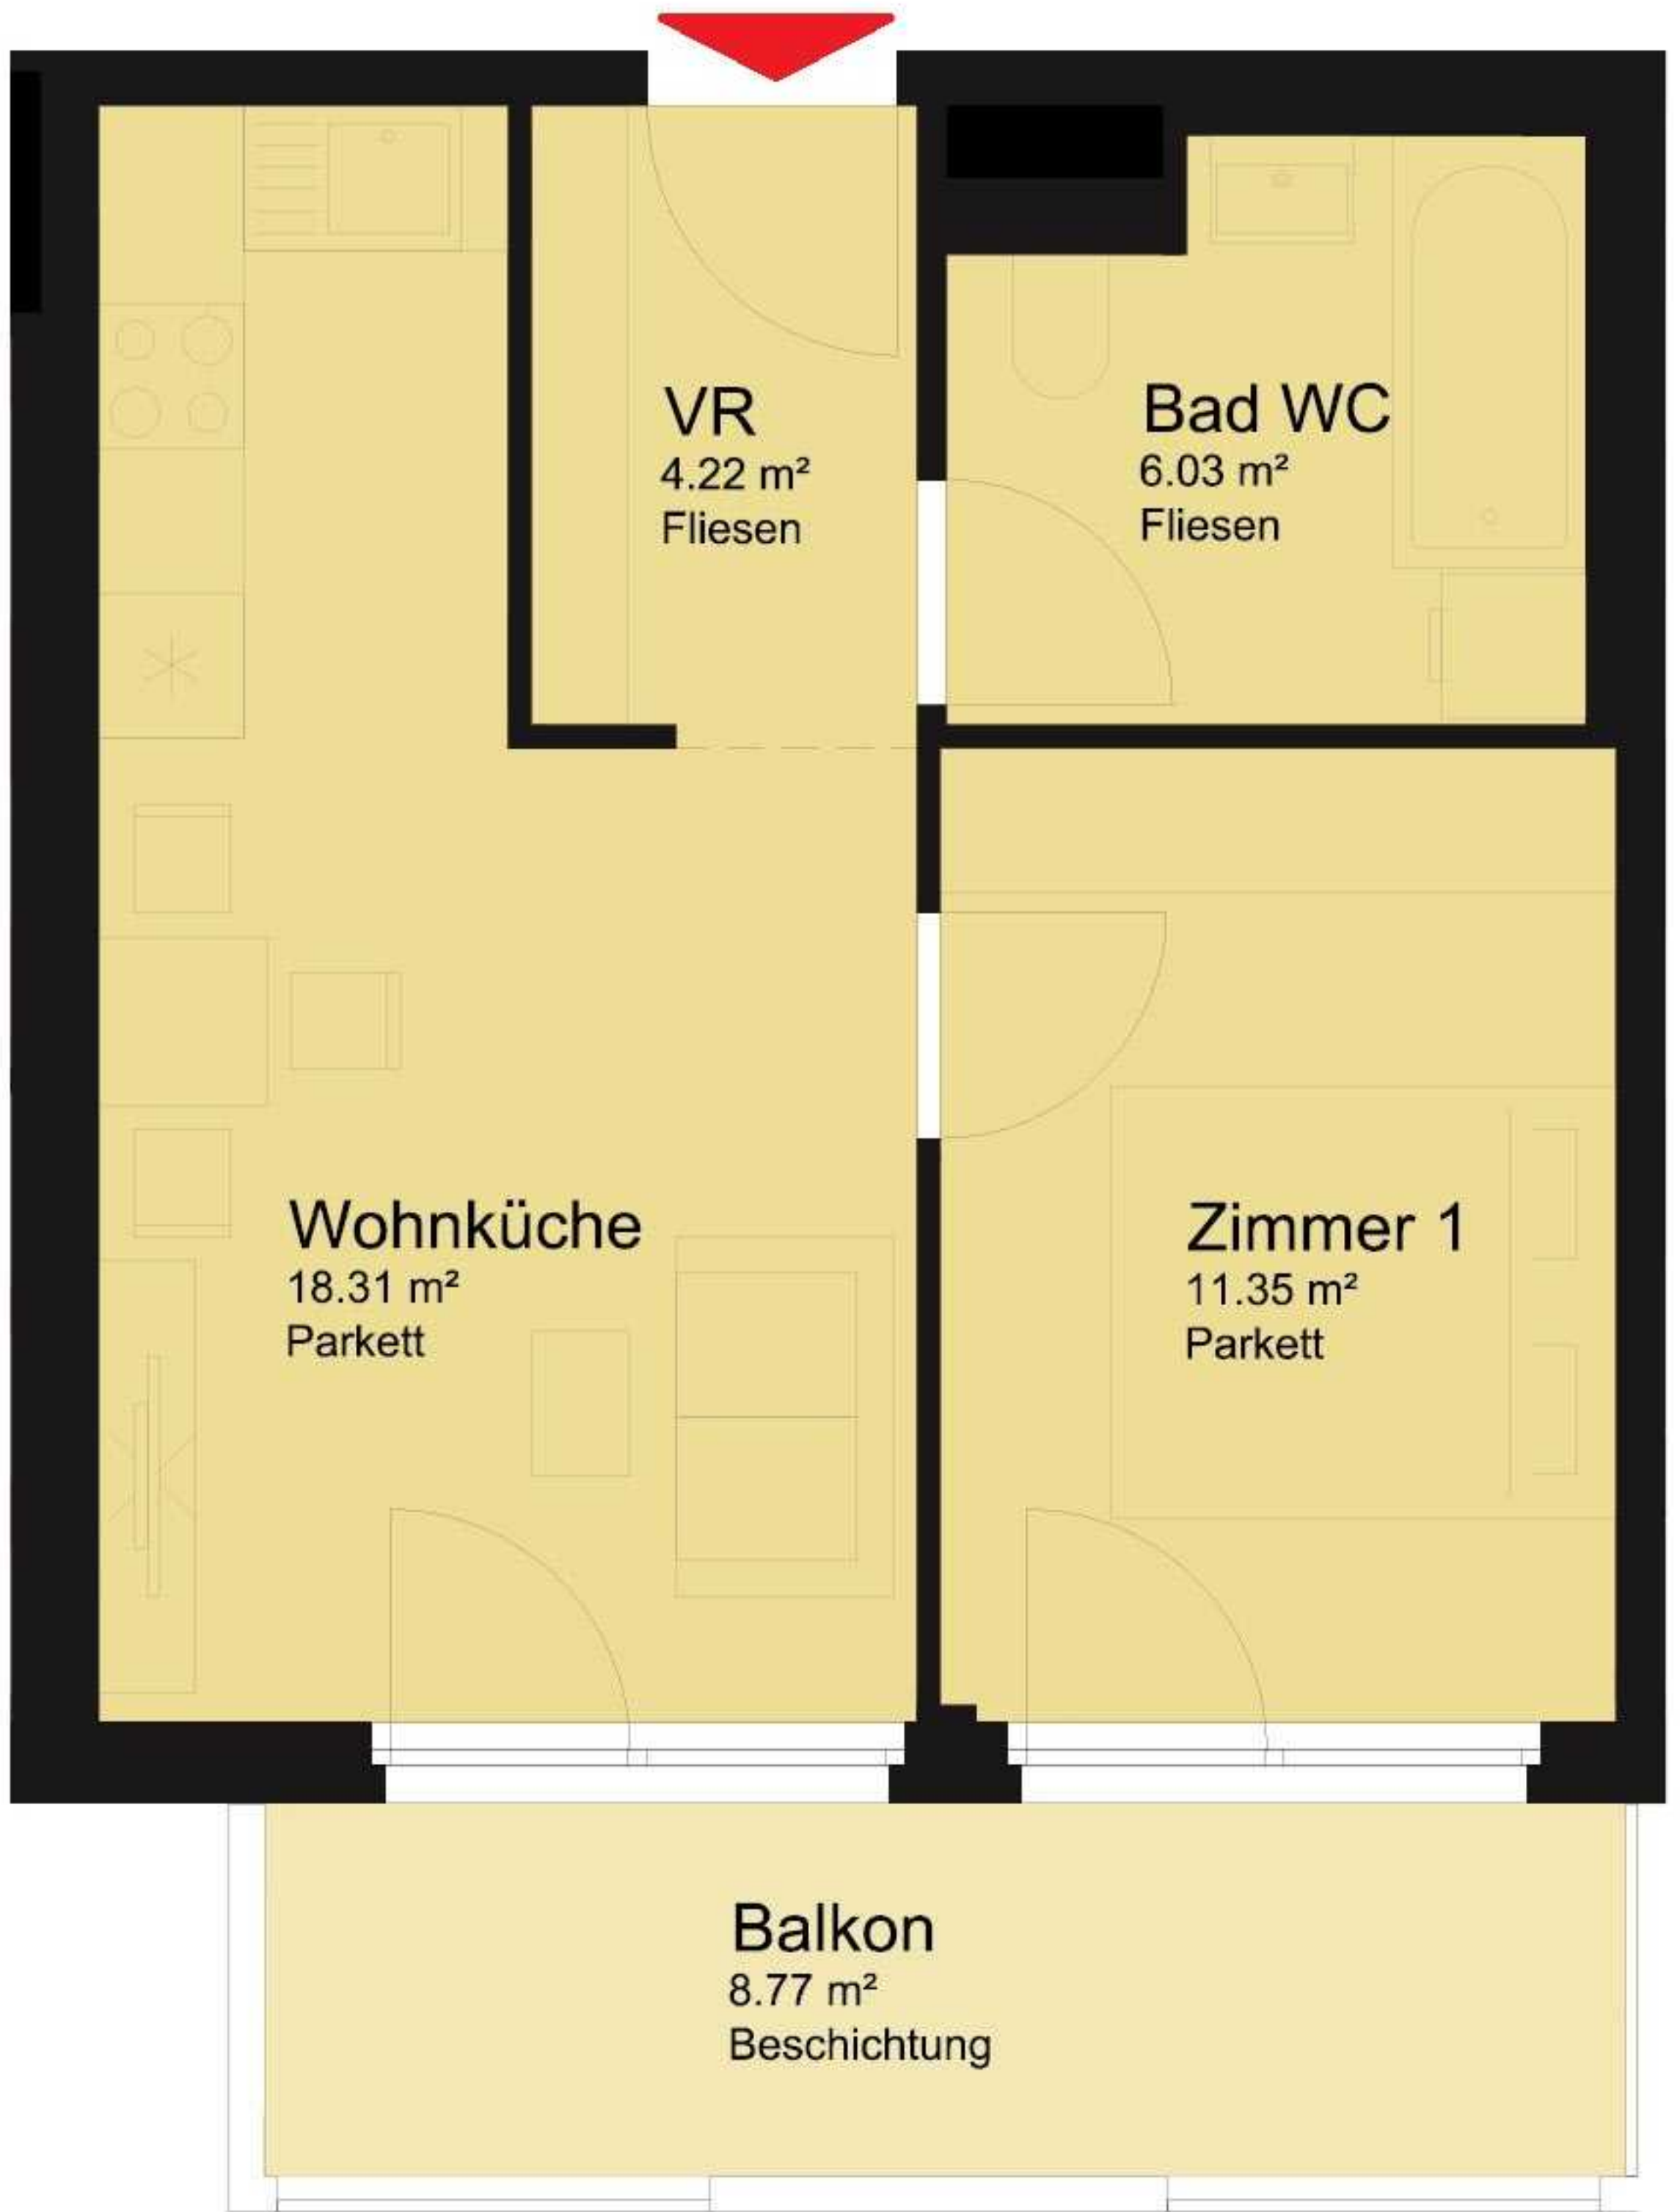 VR
4.22 m²
Fliesen
Bad WC
6.03 m²
Fliesen
Wohnküche
18.31 m²
Parkett
Zimmer 1
11.35 m²
Parkett
Balkon
8.77 m²
Beschichtung